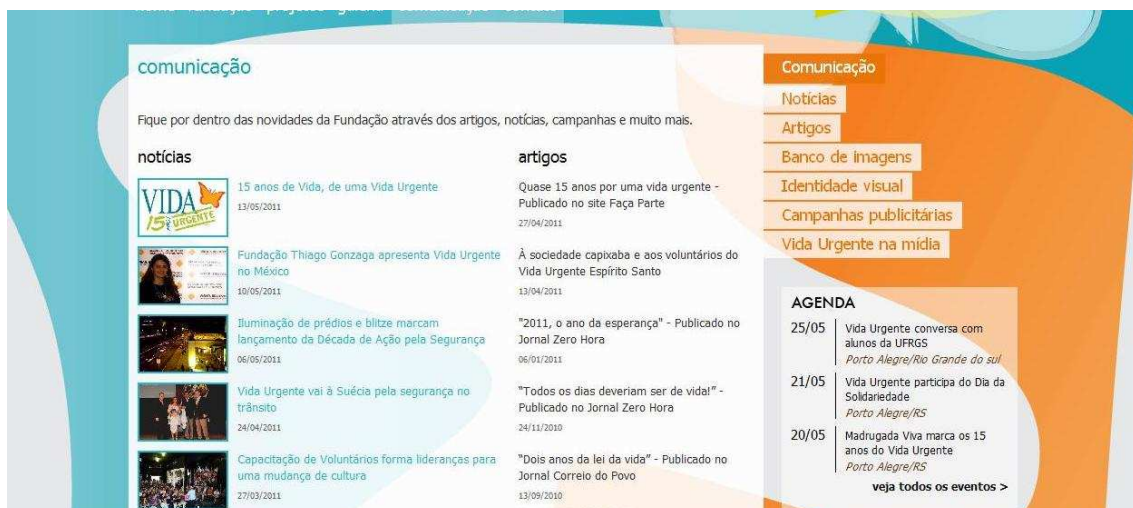 comunicação
Fique por dentro das novidades da Fundação através dos artigos, notícias, campanhas e muito mais.
notícias
VIDA
15 URGENTE
15 anos de Vida, de uma Vida Urgente
13/05/2011
Fundação Thiago Gonzaga apresenta Vida Urgente
no México
10/05/2011
Iluminação de prédios e blitze marcam
lançamento da Década de Ação pela Segurança
06/05/2011
Vida Urgente vai à Suécia pela segurança no
trânsito
24/04/2011
Capacitação de Voluntários forma lideranças para
uma mudança de cultura
27/03/2011
artigos
Quase 15 anos por uma vida urgente -
Publicado no site Faça Parte
27/04/2011
À sociedade capixaba e aos voluntários do
Vida Urgente Espírito Santo
13/04/2011
"2011, o ano da esperança" - Publicado no
Jornal Zero Hora
06/01/2011
"Todos os dias deveriam ser de vida!" -
Publicado no Jornal Zero Hora
24/11/2010
"Dois anos da lei da vida" - Publicado no
Jornal Correio do Povo
13/09/2010
Comunicação
Notícias
Artigos
Banco de imagens
Identidade visual
Campanhas publicitárias
Vida Urgente na mídia
AGENDA
25/05 Vida Urgente conversa com
alunos da UFRGS
Porto Alegre/Rio Grande do sul
21/05 Vida Urgente participa do Dia da
Solidariedade
Porto Alegre/RS
20/05 Madrugada Viva marca os 15
anos do Vida Urgente
Porto Alegre/RS
veja todos os eventos >